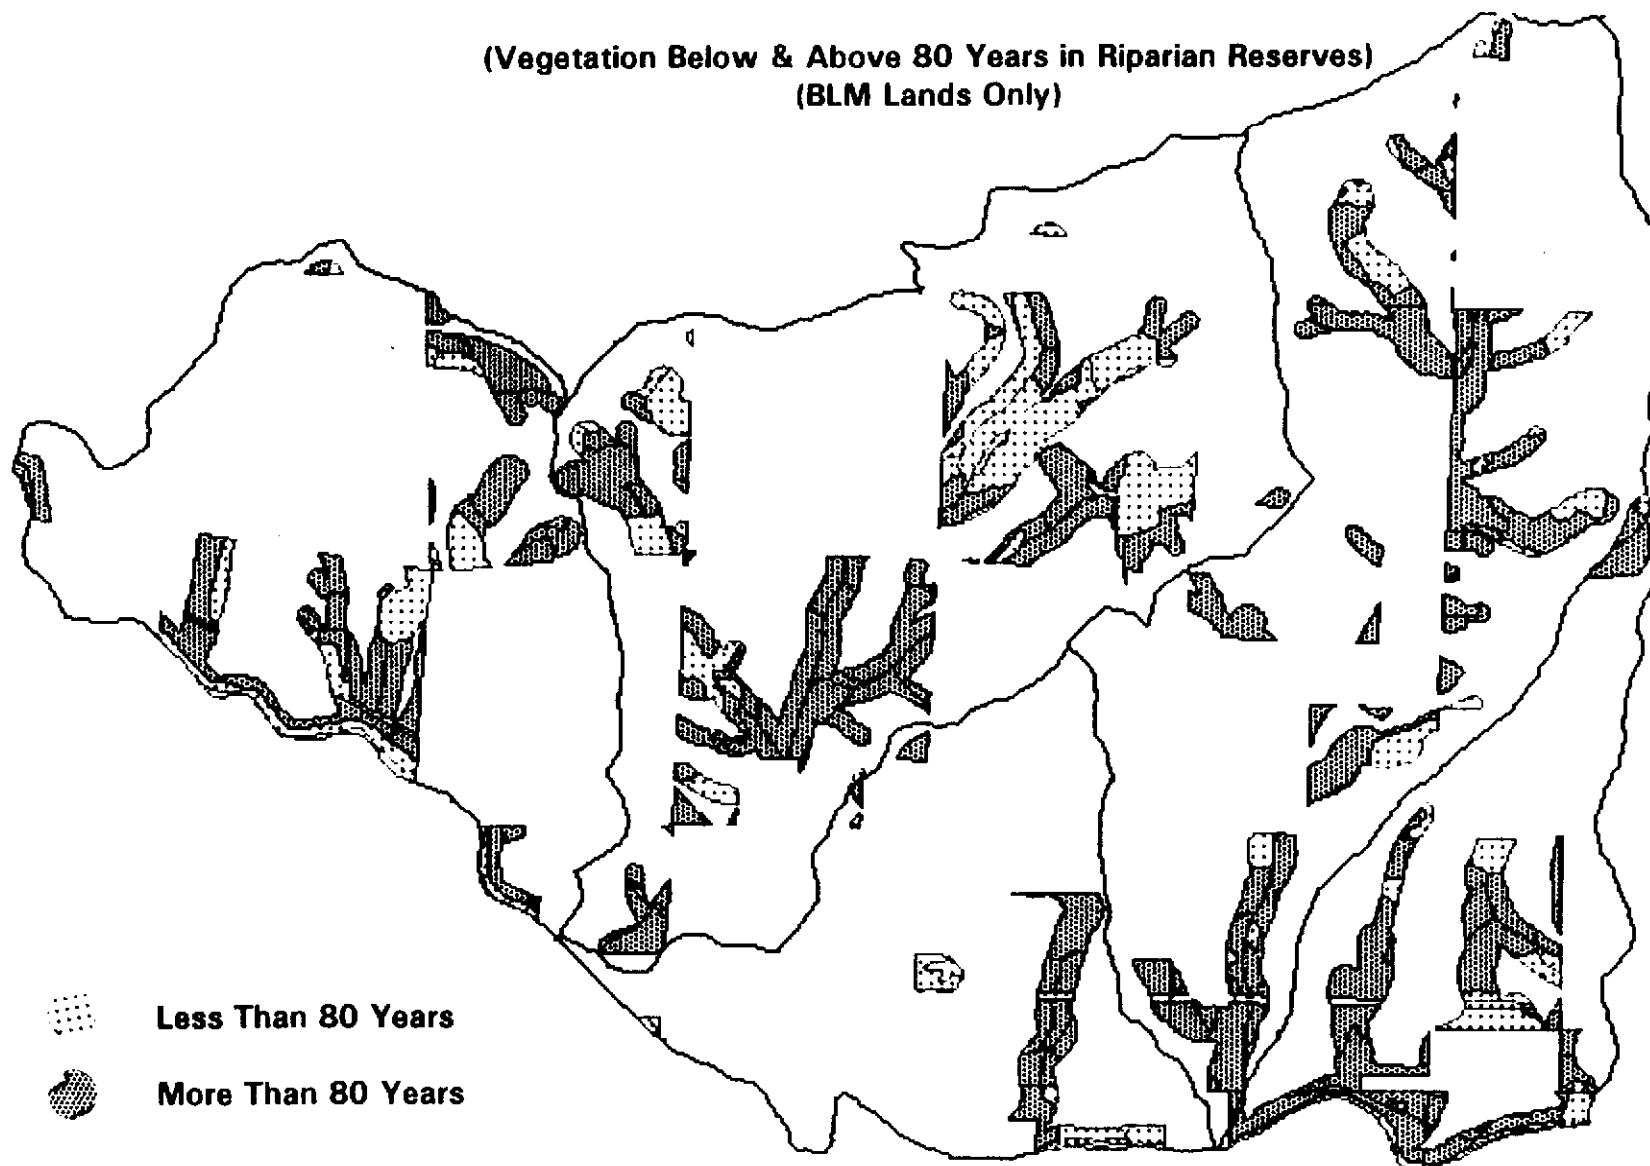 (Vegetation Below & Above 80 Years in Riparian Reserves)
(BLM Lands Only)
Less Than 80 Years
More Than 80 Years